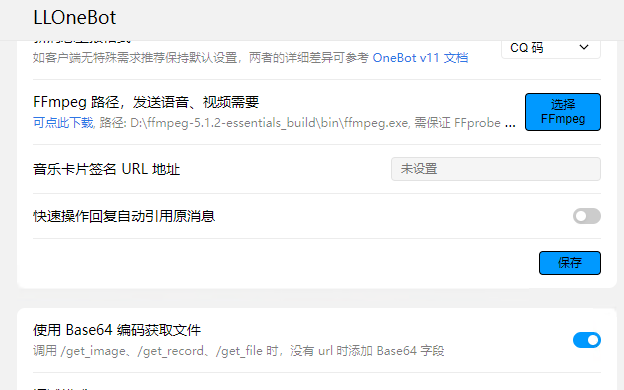 LLOneBot
CQ 码
如客户端无特殊需求推荐保持默认设置，两者的详细差异可参考 OneBot v11 文档
FFmpeg 路径，发送语音、视频需要
可点此下载, 路径: D:\ffmpeg-5.1.2-essentials_build\bin\ffmpeg.exe, 需保证 FFprobe ...
选择
FFmpeg
音乐卡片签名 URL 地址
未设置
快速操作回复自动引用原消息
保存
使用 Base64 编码获取文件
调用 /get_image、/get_record、/get_file 时，没有 url 时添加 Base64 字段